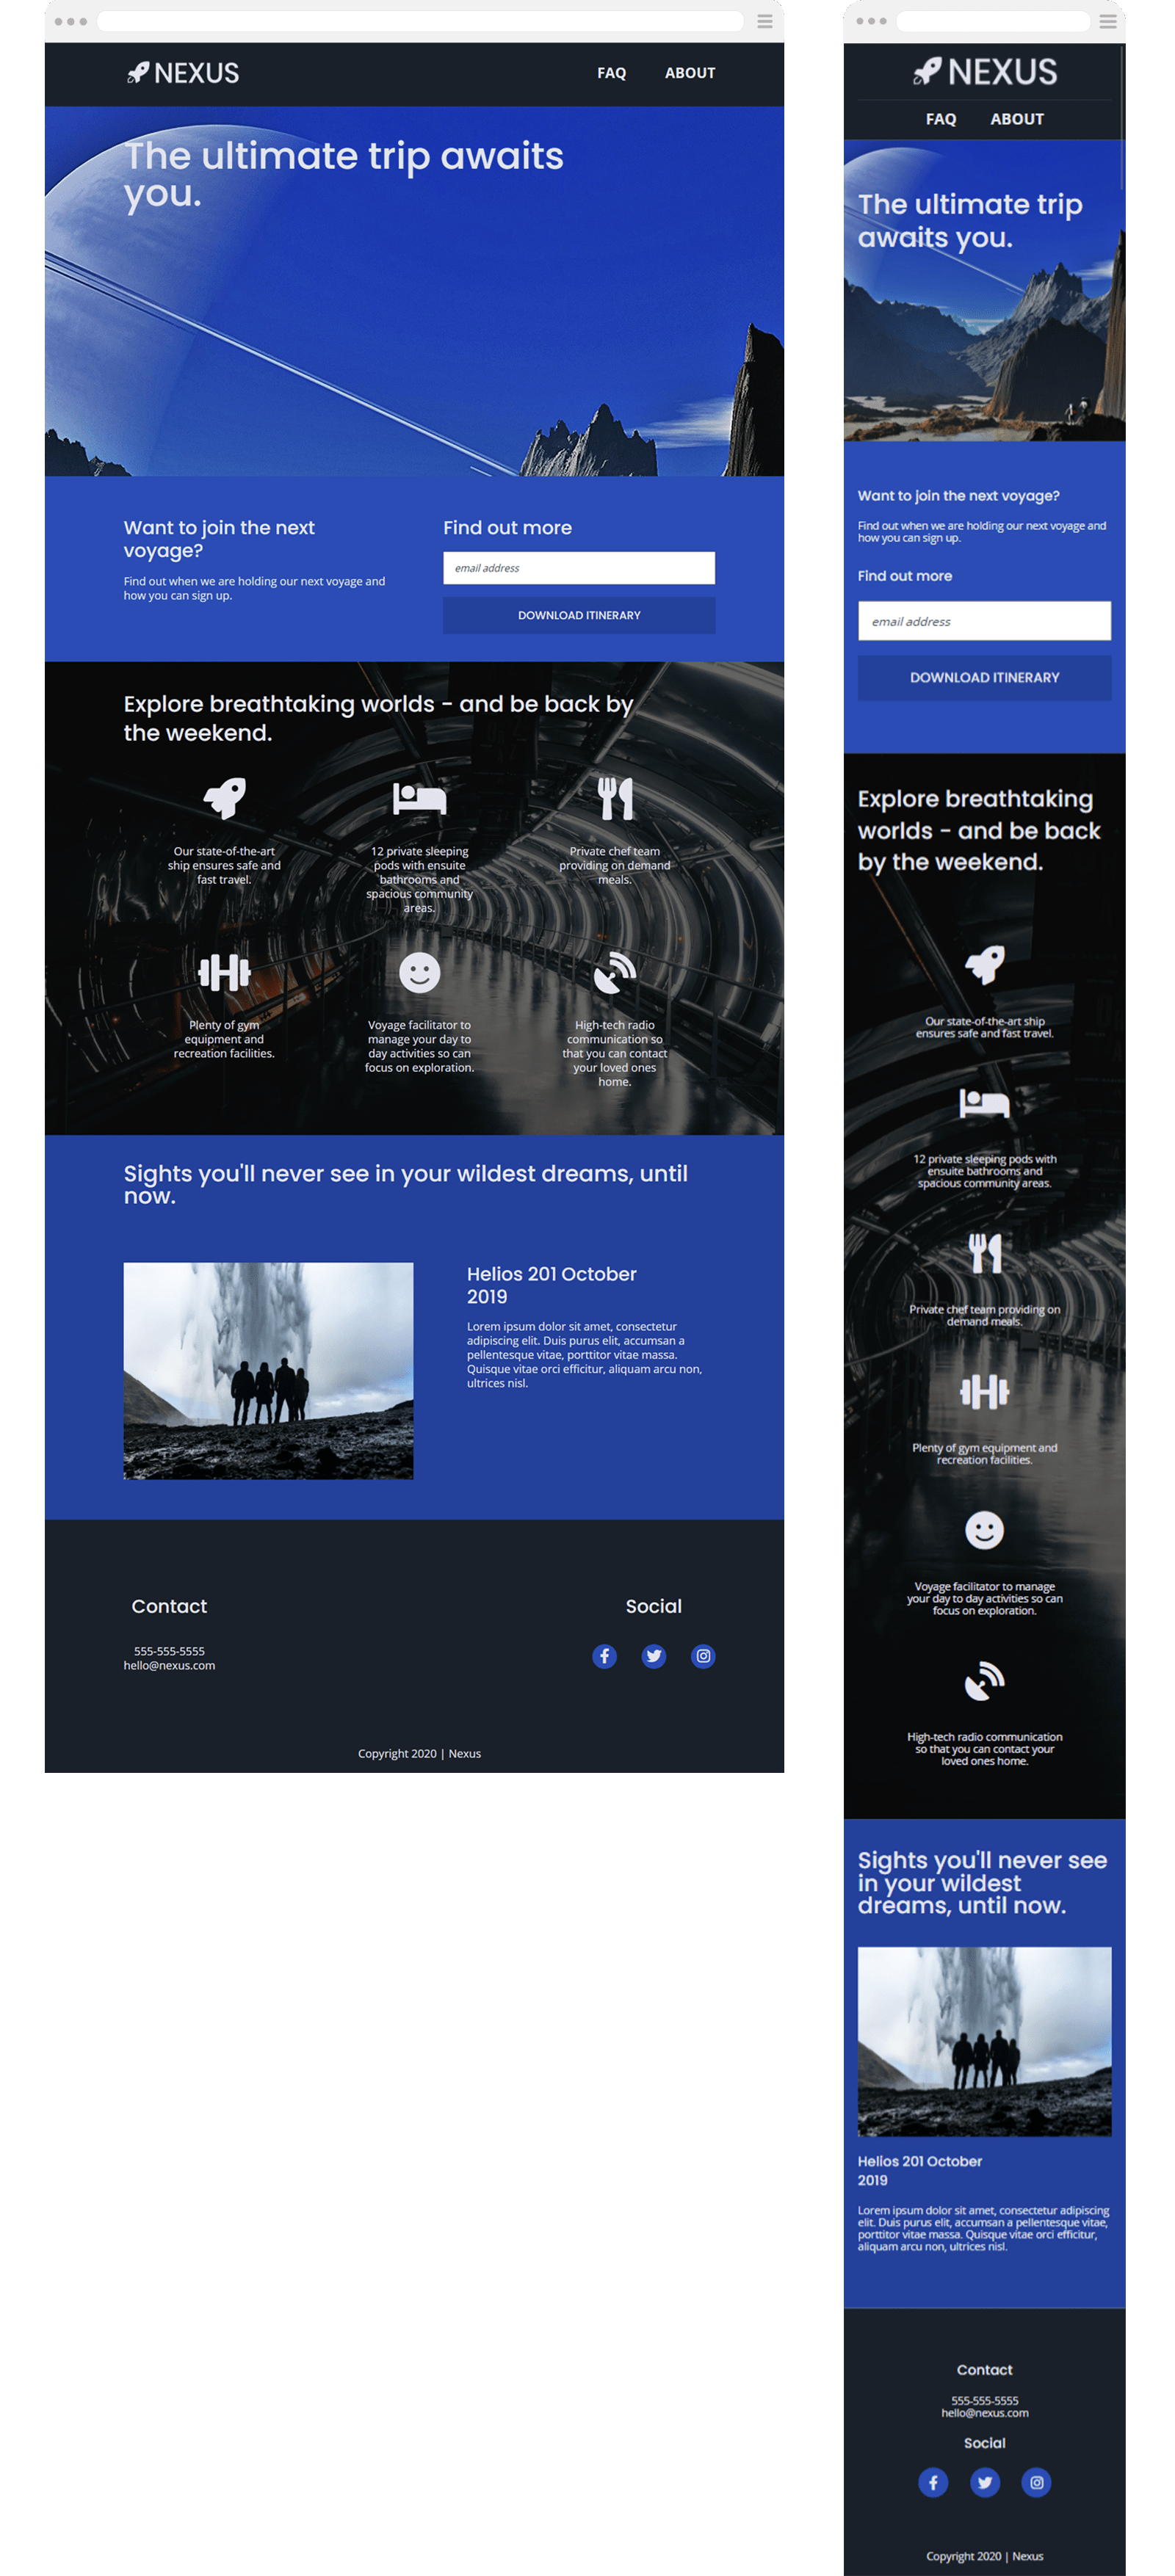 NEXUS
FAQ ABOUT
The ultimate trip awaits
you.
Want to join the next
voyage?
Find out when we are holding our next voyage and
how you can sign up.
Find out more
email address
DOWNLOAD ITINERARY
Explore breathtaking worlds - and be back by
the weekend.
Our state-of-the-art
ship ensures safe and
fast travel.
12 private sleeping
pods with ensuite
bathrooms and
spacious community
areas.
Private chef team
providing on demand
meals.
Plenty of gym
equipment and
recreation facilities.
Voyage facilitator to
manage your day to
day activities so can
focus on exploration.
High-tech radio
communication so
that you can contact
your loved ones
home.
Sights you'll never see in your wildest dreams, until
now.
Helios 201 October
2019
Lorem ipsum dolor sit amet, consectetur
adipiscing elit. Duis purus elit, accumsan a
pellentesque vitae, porttitor vitae massa.
Quisque vitae orci efficitur, aliquam arcu non,
ultrices nisl.
Contact
555-555-5555
hello@nexus.com
Social
Copyright 2020 | Nexus
NEXUS
FAQ ABOUT
The ultimate trip
awaits you.
Want to join the next voyage?
Find out when we are holding our next voyage and
how you can sign up.
Find out more
email address
DOWNLOAD ITINERARY
Explore breathtaking
worlds - and be back
by the weekend.
Our state-of-the-art ship
ensures safe and fast travel.
12 private sleeping pods with
ensuite bathrooms and
spacious community areas.
Private chef team providing on
demand meals.
Plenty of gym equipment and
recreation facilities.
Voyage facilitator to manage
your day to day activities so can
focus on exploration.
High-tech radio communication
so that you can contact your
loved ones home.
Sights you'll never see
in your wildest
dreams, until now.
Helios 201 October
2019
Lorem ipsum dolor sit amet, consectetur adipiscing
elit. Duis purus elit, accumsan a pellentesque vitae,
porttitor vitae massa. Quisque vitae orci efficitur,
aliquam arcu non, ultrices nisl.
Contact
555-555-5555
hello@nexus.com
Social
Copyright 2020 | Nexus